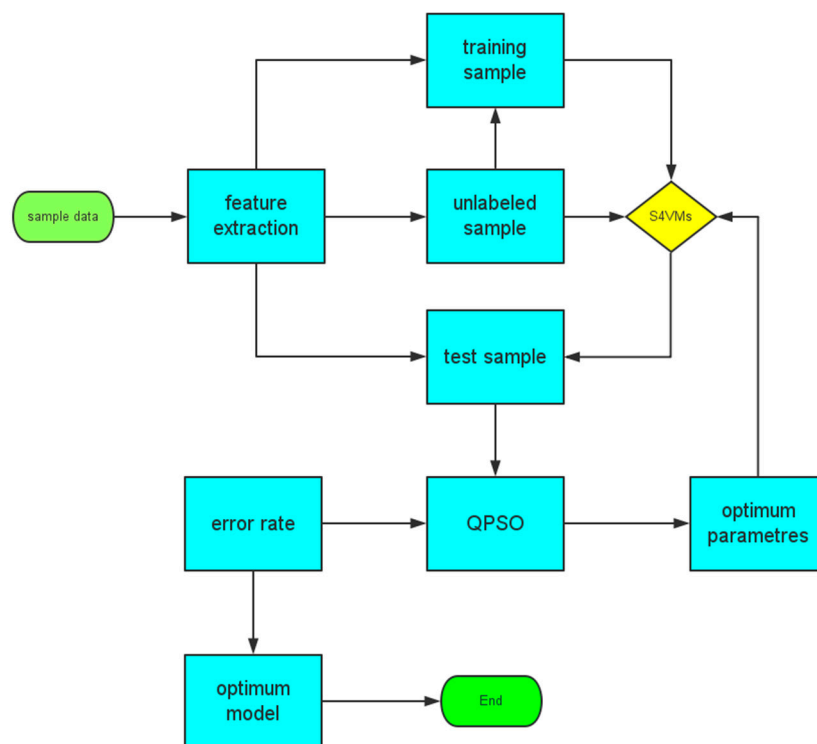 training
sample
sample data
feature
extraction
unlabeled
sample
S4VMs
test sample
error rate
QPSO
optimum
parametres
optimum
model
End